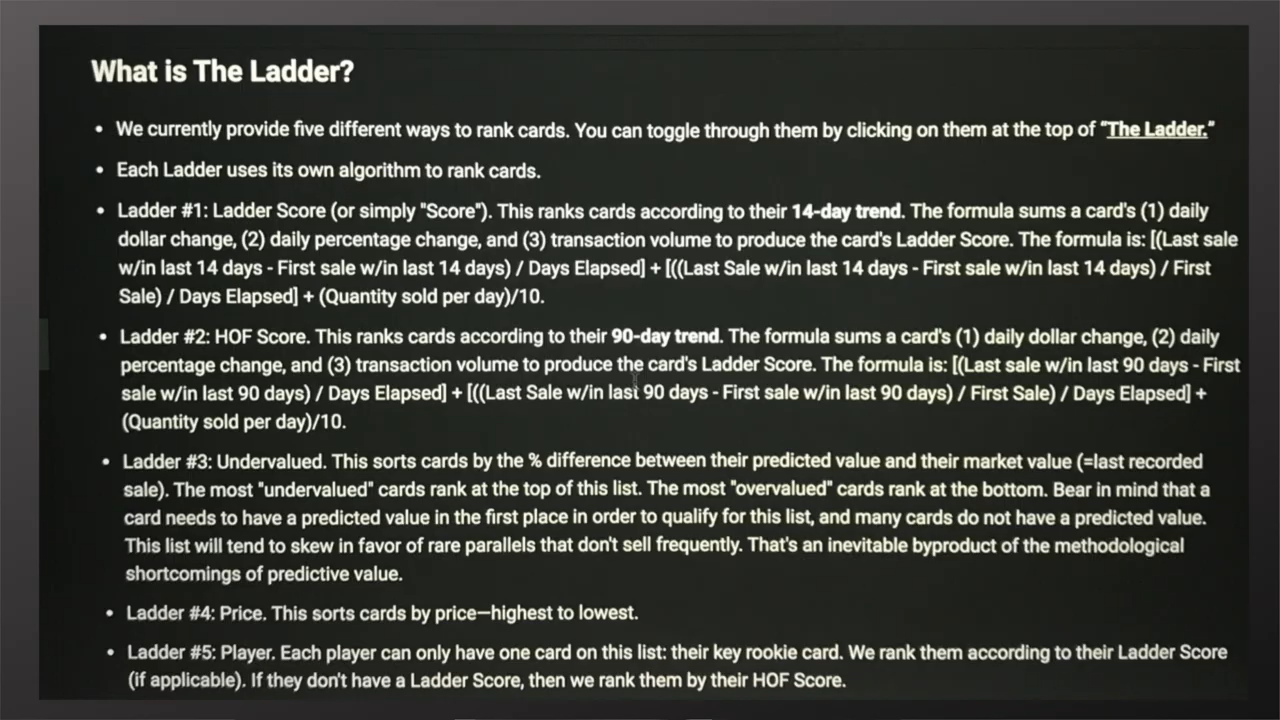 What is The Ladder?
• We currently provide five different ways to rank cards. You can toggle through them by clicking on them at the top of "The Ladder."
• Each Ladder uses its own algorithm to rank cards.
• Ladder #1: Ladder Score (or simply "Score"). This ranks cards according to their 14-day trend. The formula sums a card's (1) daily
dollar change, (2) daily percentage change, and (3) transaction volume to produce the card's Ladder Score. The formula is: [(Last sale
w/in last 14 days - First sale w/in last 14 days) / Days Elapsed] + [((Last Sale w/in last 14 days - First sale w/in last 14 days) / First
Sale) / Days Elapsed] + (Quantity sold per day)/10.
• Ladder #2: HOF Score. This ranks cards according to their 90-day trend. The formula sums a card's (1) daily dollar change, (2) daily
percentage change, and (3) transaction volume to produce the card's Ladder Score. The formula is: [(Last sale w/in last 90 days - First
sale w/in last 90 days) / Days Elapsed] + [((Last Sale w/in last 90 days - First sale w/in last 90 days) / First Sale) / Days Elapsed] +
(Quantity sold per day)/10.
• Ladder #3: Undervalued. This sorts cards by the % difference between their predicted value and their market value (=last recorded
sale). The most "undervalued" cards rank at the top of this list. The most "overvalued" cards rank at the bottom. Bear in mind that a
card needs to have a predicted value in the first place in order to qualify for this list, and many cards do not have a predicted value.
This list will tend to skew in favor of rare parallels that don't sell frequently. That's an inevitable byproduct of the methodological
shortcomings of predictive value.
• Ladder #4: Price. This sorts cards by price—highest to lowest.
• Ladder #5: Player. Each player can only have one card on this list: their key rookie card. We rank them according to their Ladder Score
(if applicable). If they don't have a Ladder Score, then we rank them by their HOF Score.